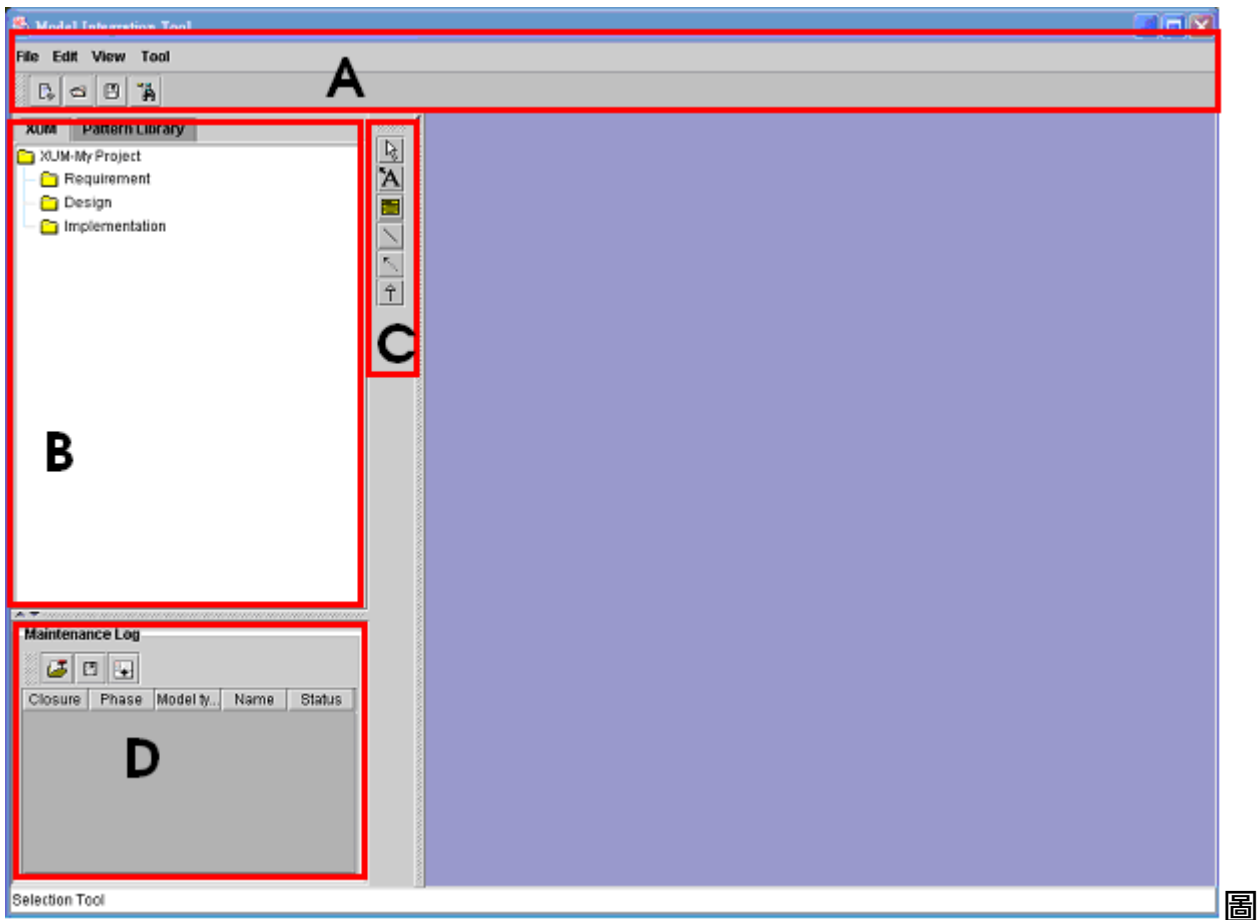 Model Integration Tool
File Edit View Tool
A
XUM Pattern Library
XUM-My Project
Requirement
Design
Implementation
A
C
B
Maintenance Log
Closure Phase Model ty... Name Status
D
Selection Tool
圖